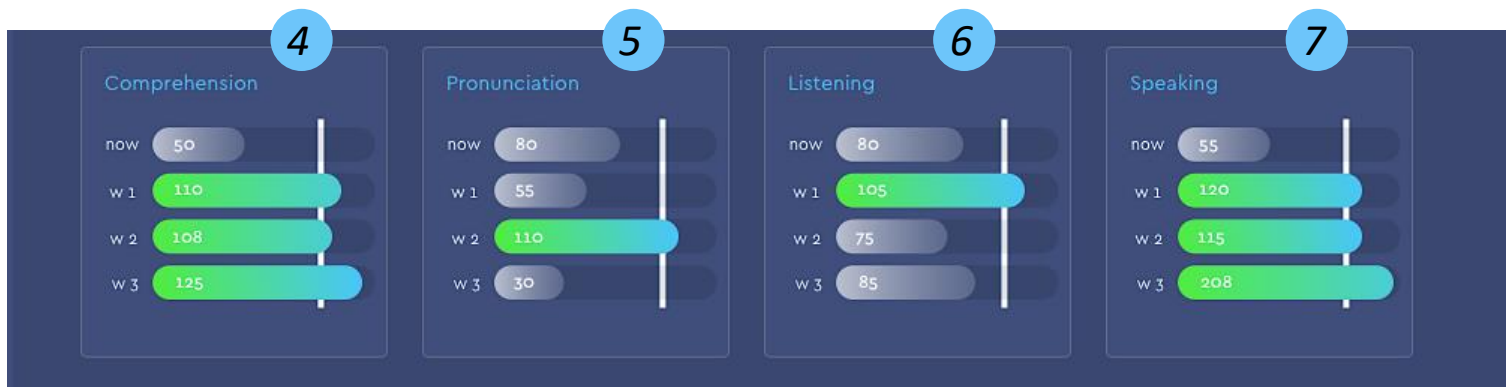 4
Comprehension
now 50
w 1 110
w 2 108
w 3 125
5
Pronunciation
now 80
w 1 55
w 2 110
w 3 30
6
Listening
now 80
w 1 105
w 2 75
w 3 85
7
Speaking
now 55
w 1 120
w 2 115
w 3 208